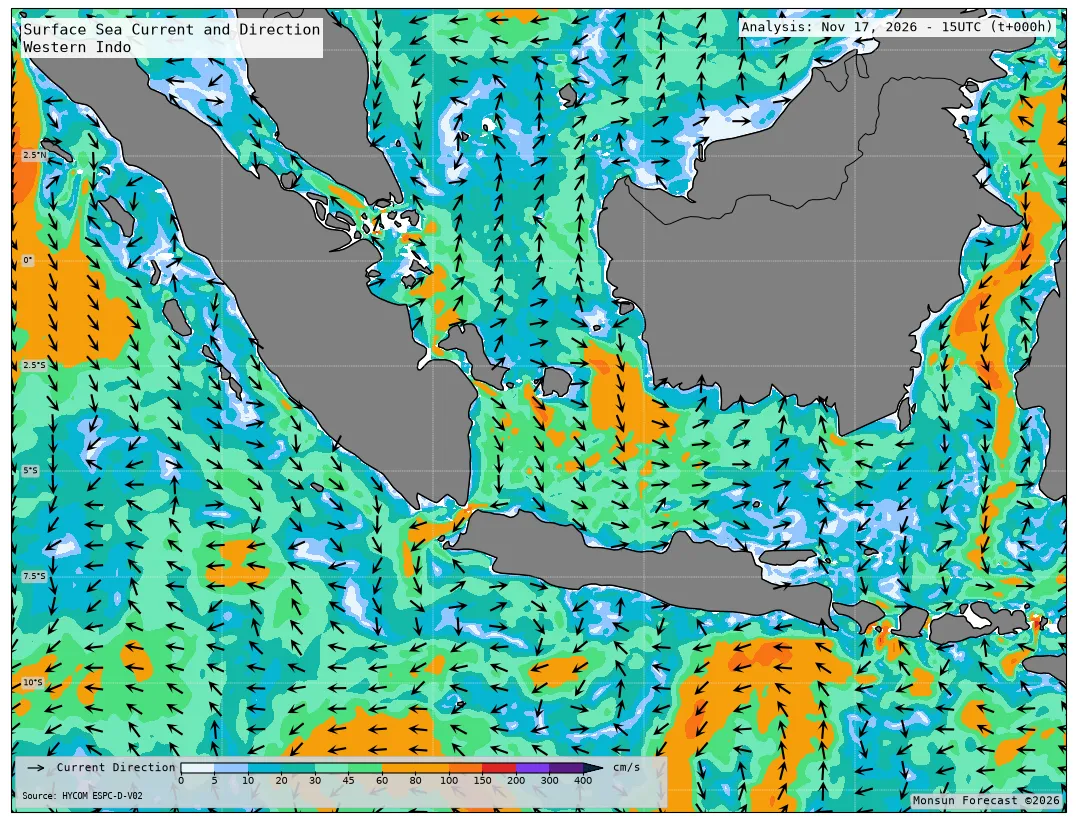 Surface Sea Current and Direction
Western Indo
Analysis: Nov 17, 2026 - 15UTC (t+000h)
2.5°N
0°
2.5°S
5°S
7.5°S
10°S
Current Direction
0 5 10 20 30 45 60 80 100 150 200 300 400 cm/s
Source: HYCOM ESPC-D-V02
Monsun Forecast ©2026